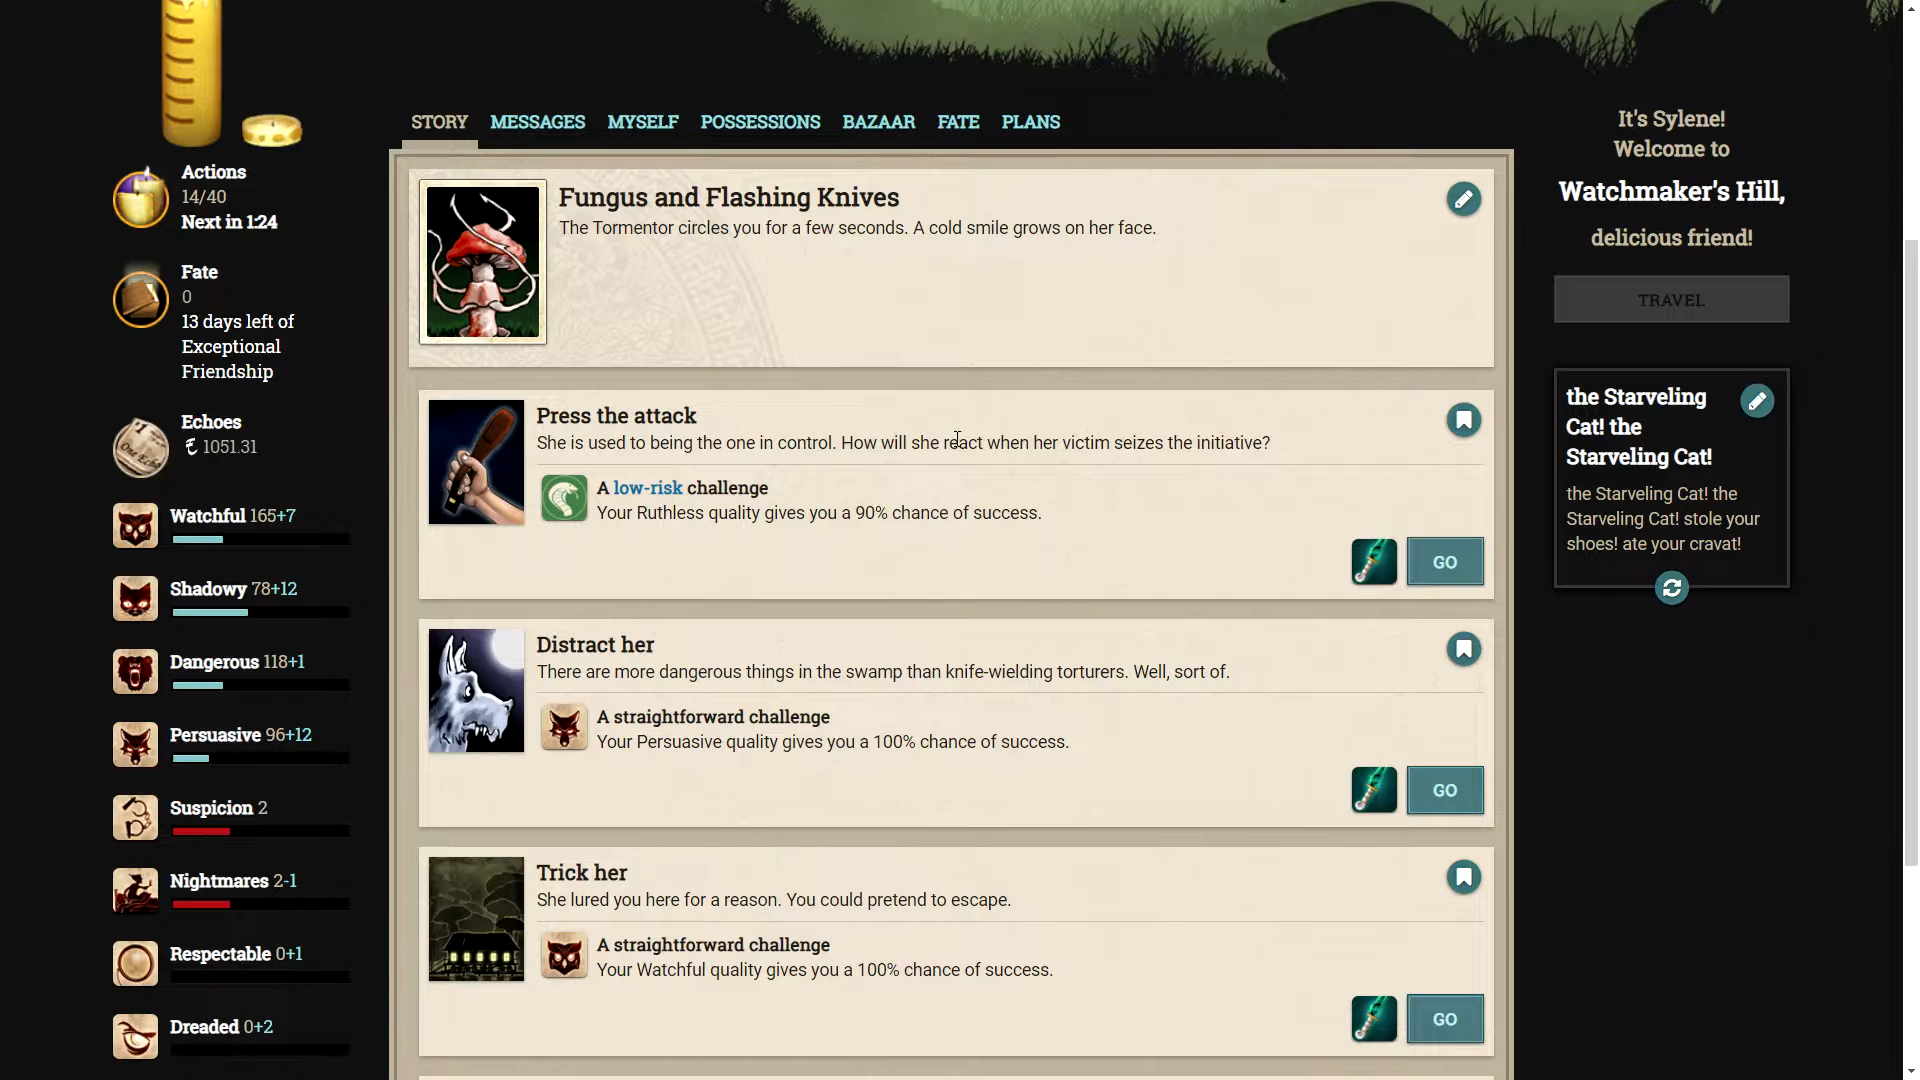 STORY MESSAGES MYSELF POSSESSIONS BAZAAR FATE PLANS
Actions
14/40
Next in 1:24
Fate
0
13 days left of
Exceptional
Friendship
Echoes
1051.31
Watchful 165+7
Shadowy 78+12
Dangerous 118+1
Persuasive 96+12
Suspicion 2
Nightmares 2-1
Respectable 0+1
Dreaded 0+2
Fungus and Flashing Knives
The Tormentor circles you for a few seconds. A cold smile grows on her face.
Press the attack
She is used to being the one in control. How will she react when her victim seizes the initiative?
A low-risk challenge
Your Ruthless quality gives you a 90% chance of success.
GO
Distract her
There are more dangerous things in the swamp than knife-wielding torturers. Well, sort of.
A straightforward challenge
Your Persuasive quality gives you a 100% chance of success.
GO
Trick her
She lured you here for a reason. You could pretend to escape.
A straightforward challenge
Your Watchful quality gives you a 100% chance of success.
GO
It's Sylene!
Welcome to
Watchmaker's Hill,
delicious friend!
TRAVEL
the Starveling
Cat! the
Starveling Cat!
the Starveling Cat! the
Starveling Cat! stole your
shoes! ate your cravat!